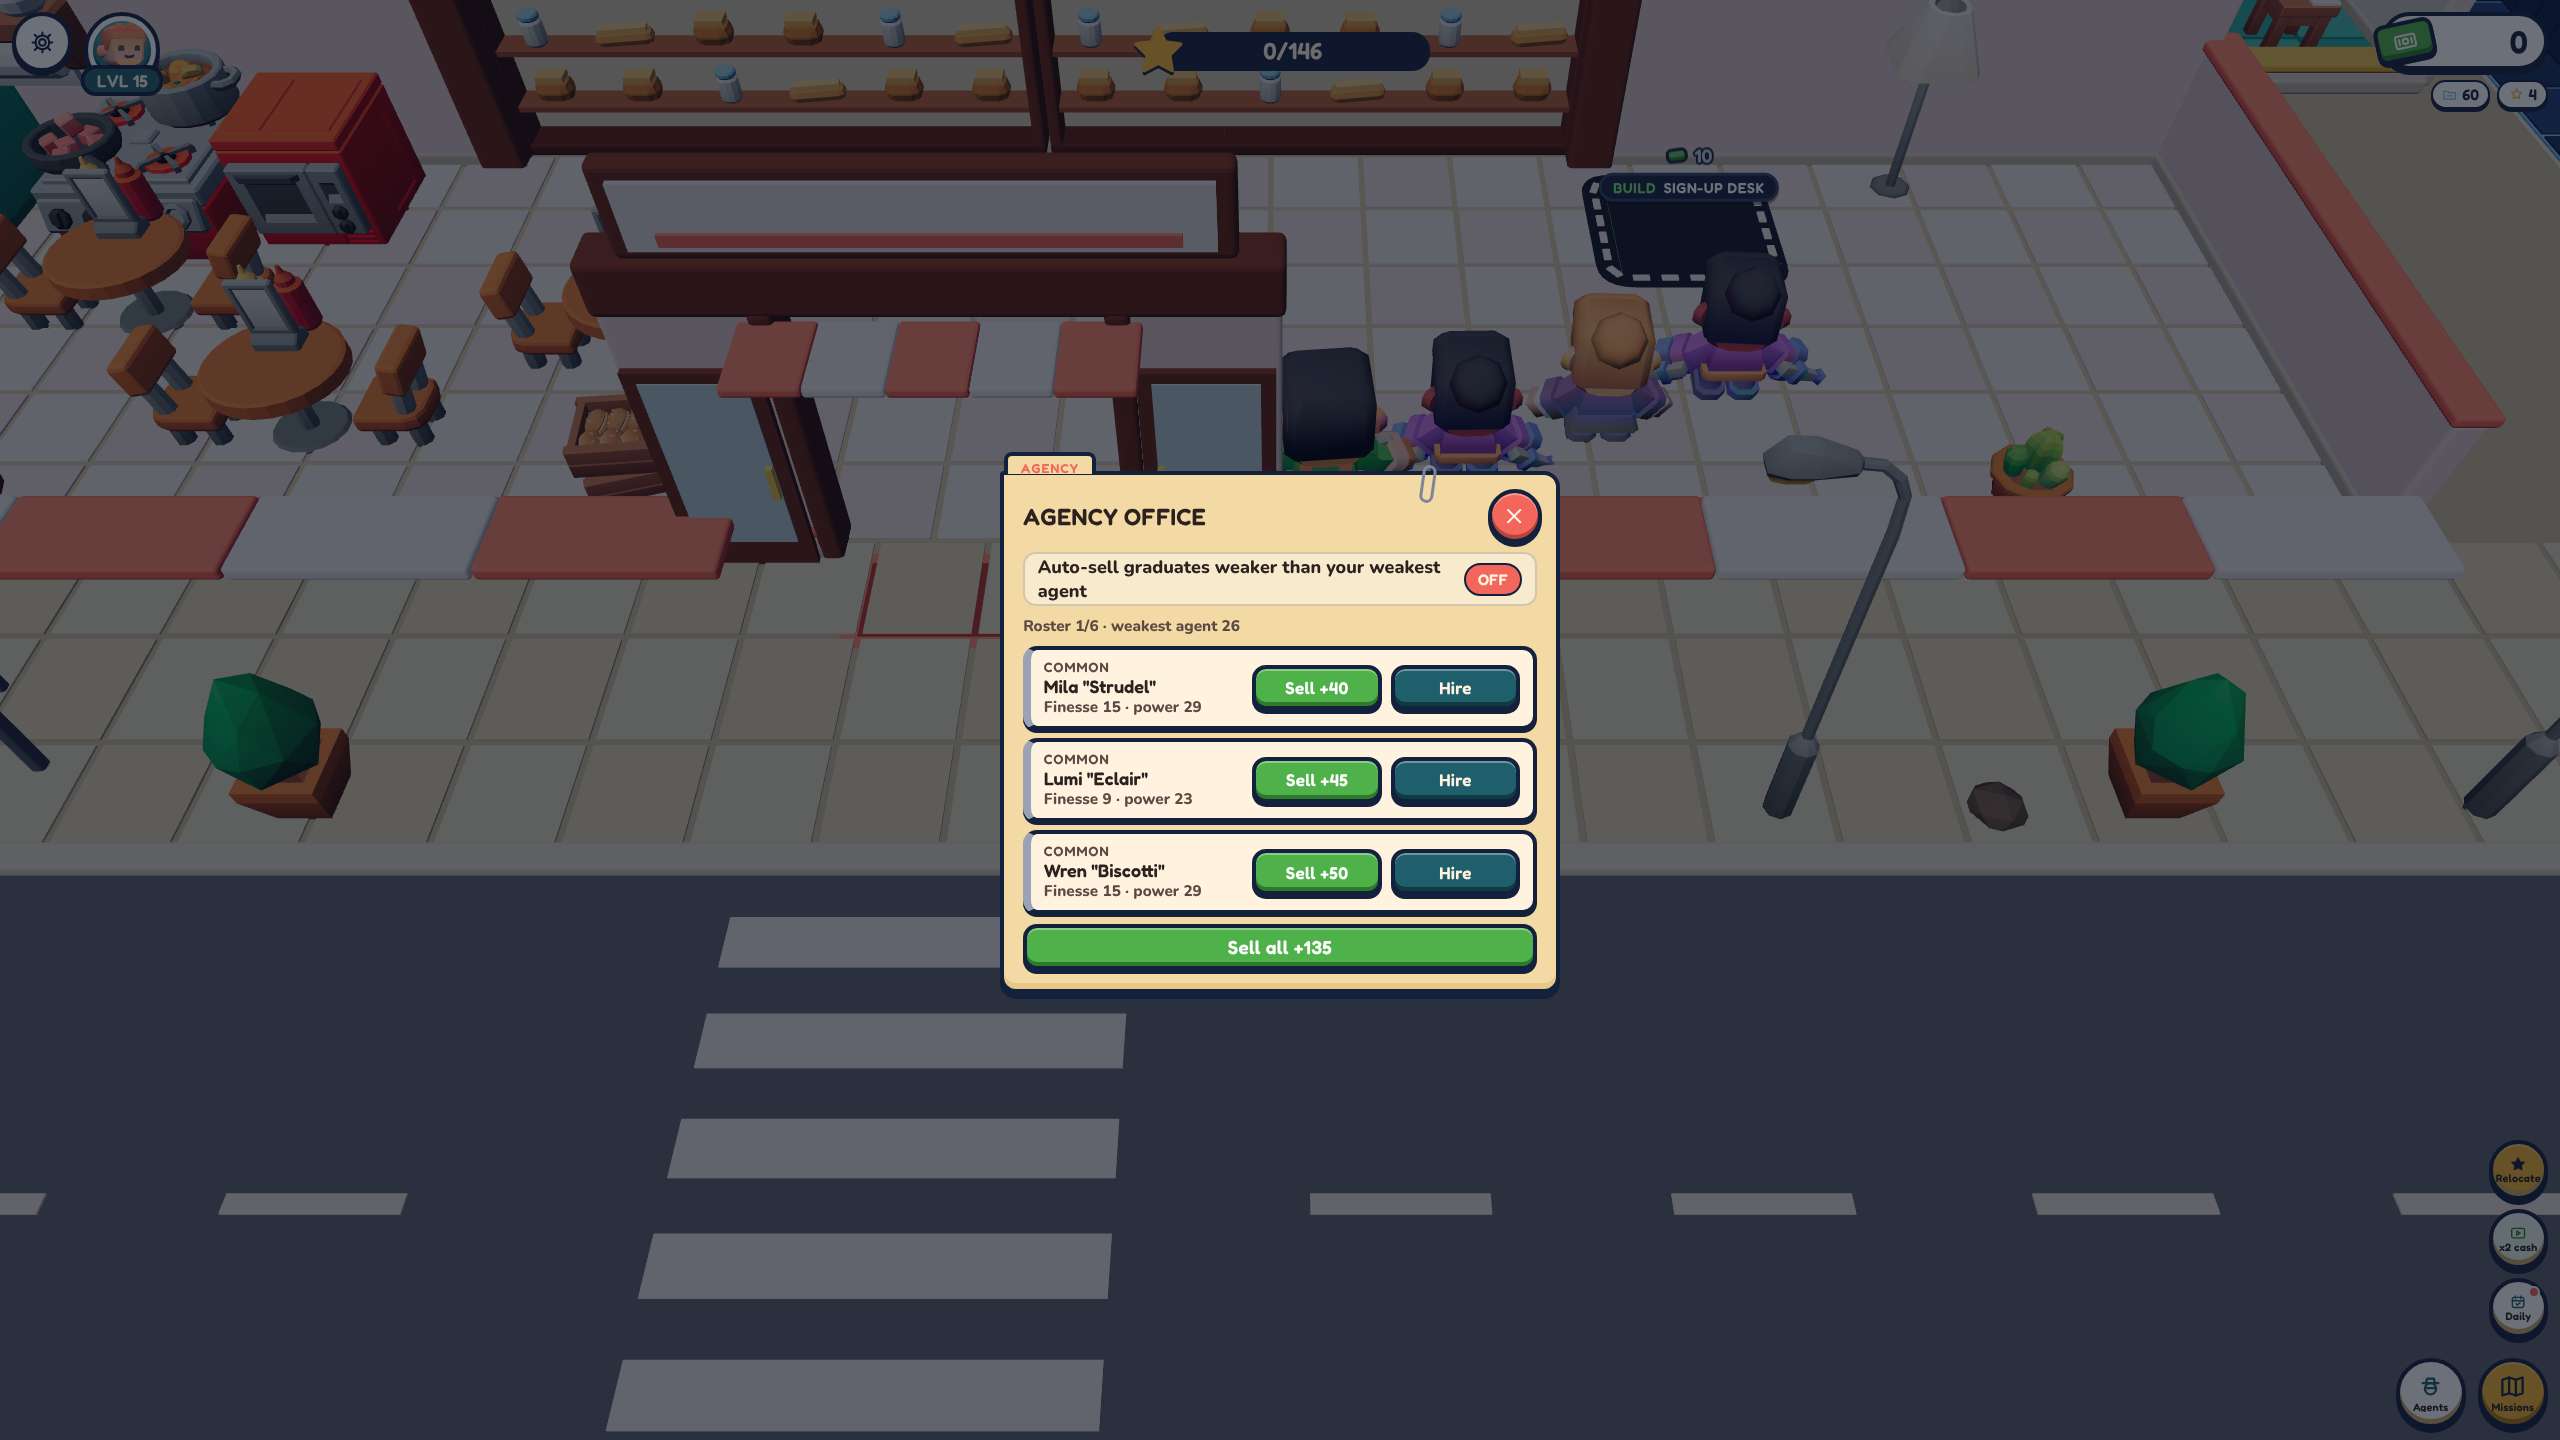 LVL 15
0/146
0
60
4
10
BUILD SIGN-UP DESK
AGENCY
AGENCY OFFICE
Auto-sell graduates weaker than your weakest
agent
OFF
Roster 1/6 · weakest agent 26
COMMON
Mila "Strudel"
Finesse 15 · power 29
Sell +40
Hire
COMMON
Lumi "Eclair"
Finesse 9 · power 23
Sell +45
Hire
COMMON
Wren "Biscotti"
Finesse 15 · power 29
Sell +50
Hire
Sell all +135
Relocate
x2 cash
Daily
Agents
Missions